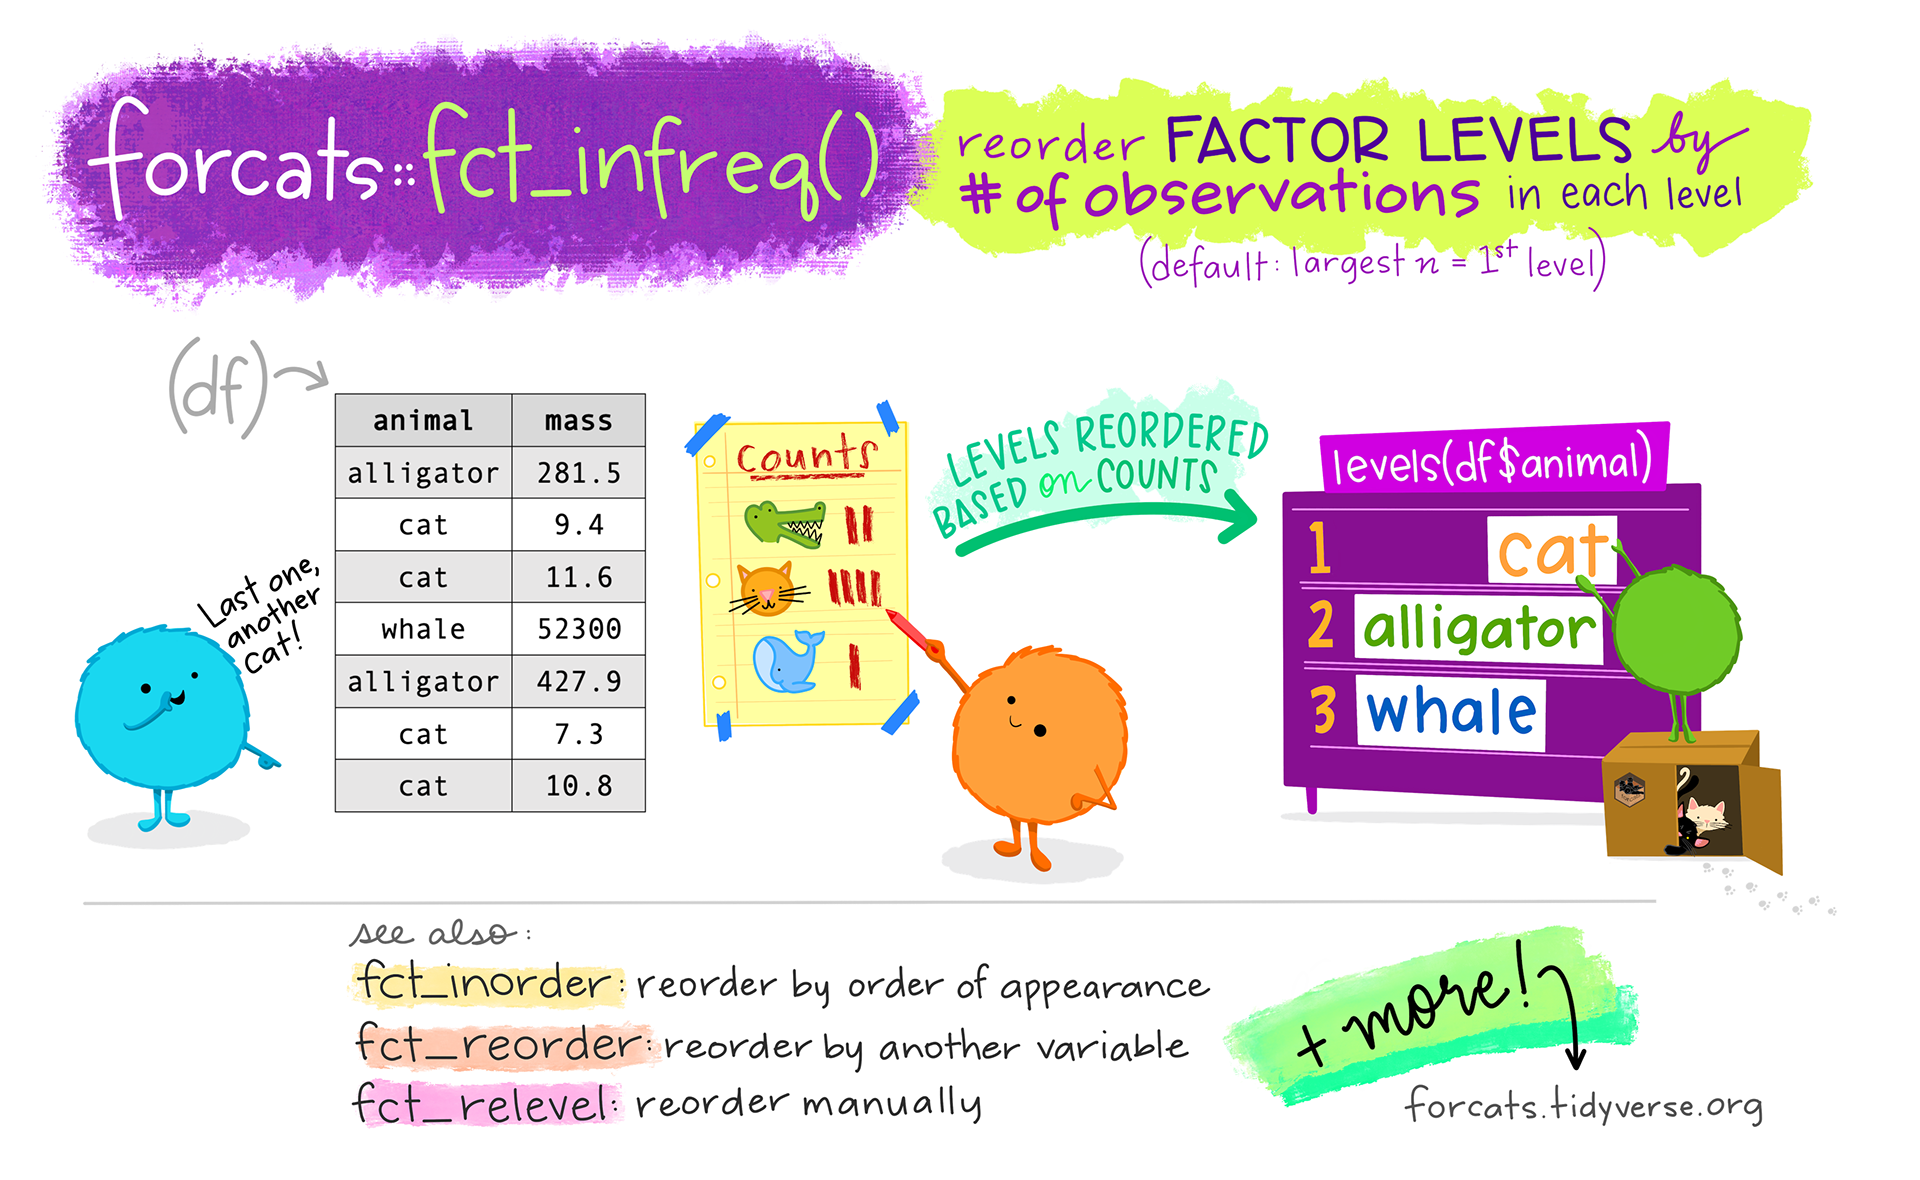 forcats::fct_infreq()
reorder FACTOR LEVELS by
# of observations in each level
(default: largest n = 1st level)
(df)
animal mass
alligator 281.5
cat 9.4
cat 11.6
whale 52300
alligator 427.9
cat 7.3
cat 10.8
Last one,
another
cat!
Counts
LEVELS REORDERED
BASED on COUNTS
levels(df$animal)
1 cat
2 alligator
3 whale
see also:
fct_inorder: reorder by order of appearance
fct_reorder: reorder by another variable
fct_relevel: reorder manually
+ more!
forcats.tidyverse.org